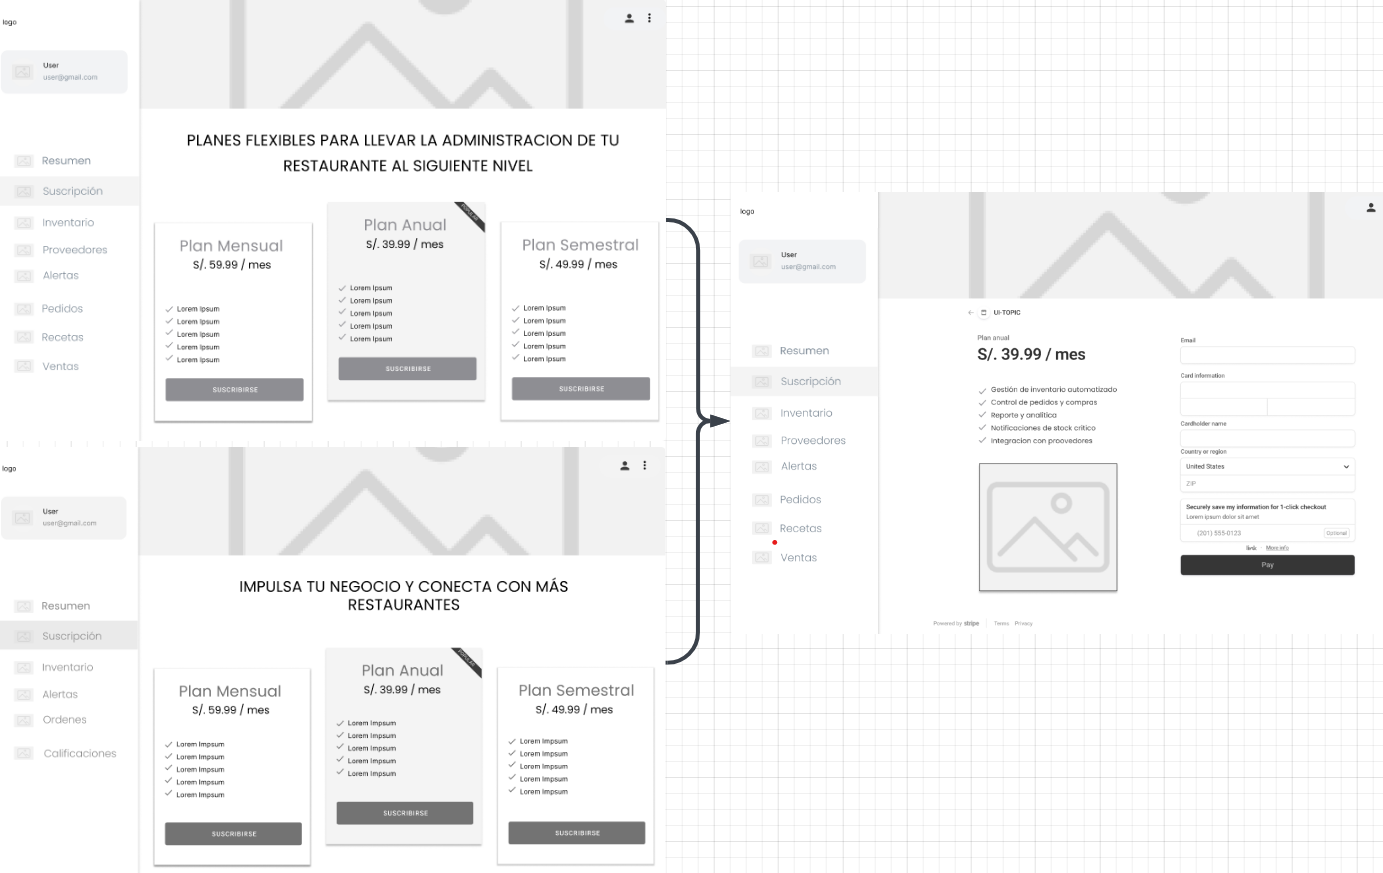 logo
User
user@gmail.com
Resumen
Suscripción
Inventario
Proveedores
Alertas
Pedidos
Recetas
Ventas
PLANES FLEXIBLES PARA LLEVAR LA ADMINISTRACION DE TU
RESTAURANTE AL SIGUIENTE NIVEL
Plan Mensual
S/. 59.99 / mes
Lorem Ipsum
Lorem Ipsum
Lorem Ipsum
Lorem Ipsum
Lorem Ipsum
SUSCRIBIRSE
Plan Anual
S/. 39.99 / mes
Lorem Ipsum
Lorem Ipsum
Lorem Ipsum
Lorem Ipsum
Lorem Ipsum
SUSCRIBIRSE
Plan Semestral
S/. 49.99 / mes
Lorem Ipsum
Lorem Ipsum
Lorem Ipsum
Lorem Ipsum
Lorem Ipsum
SUSCRIBIRSE
logo
User
user@gmail.com
Resumen
Suscripción
Inventario
Alertas
Ordenes
Calificaciones
IMPULSA TU NEGOCIO Y CONECTA CON MÁS
RESTAURANTES
Plan Mensual
S/. 59.99 / mes
Lorem Impsum
Lorem Impsum
Lorem Impsum
Lorem Impsum
Lorem Impsum
SUSCRIBIRSE
Plan Anual
S/. 39.99 / mes
Lorem Impsum
Lorem Impsum
Lorem Impsum
Lorem Impsum
Lorem Impsum
SUSCRIBIRSE
Plan Semestral
S/. 49.99 / mes
Lorem Impsum
Lorem Impsum
Lorem Impsum
Lorem Impsum
Lorem Impsum
SUSCRIBIRSE
logo
User
user@gmail.com
Resumen
Suscripción
Inventario
Proveedores
Alertas
Pedidos
Recetas
Ventas
UI-TOPIC
Plan anual
S/. 39.99 / mes
Gestión de inventario automatizado
Control de pedidos y compras
Reporte y analítica
Notificaciones de stock crítico
Integracion con proovedores
Powered by stripe
Terms Privacy
Email
Card information
Cardholder name
Country or region
United States
ZIP
Securely save my information for 1-click checkout
Lorem ipsum dolor sit amet
(201) 555-0123
Optional
link More info
Pay